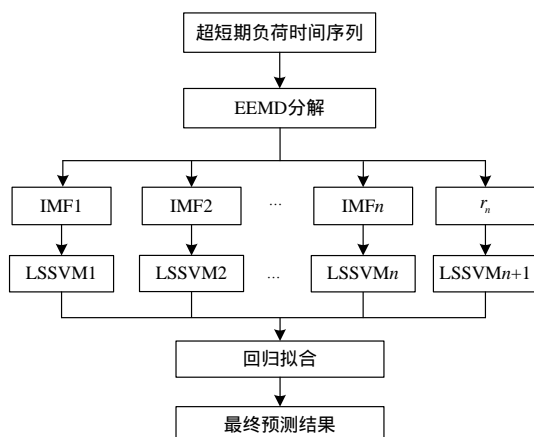 超短期负荷时间序列
EEMD分解
IMF1 IMF2 ... IMFn rn
LSSVM1 LSSVM2 ... LSSVMn LSSVMn+1
回归拟合
最终预测结果